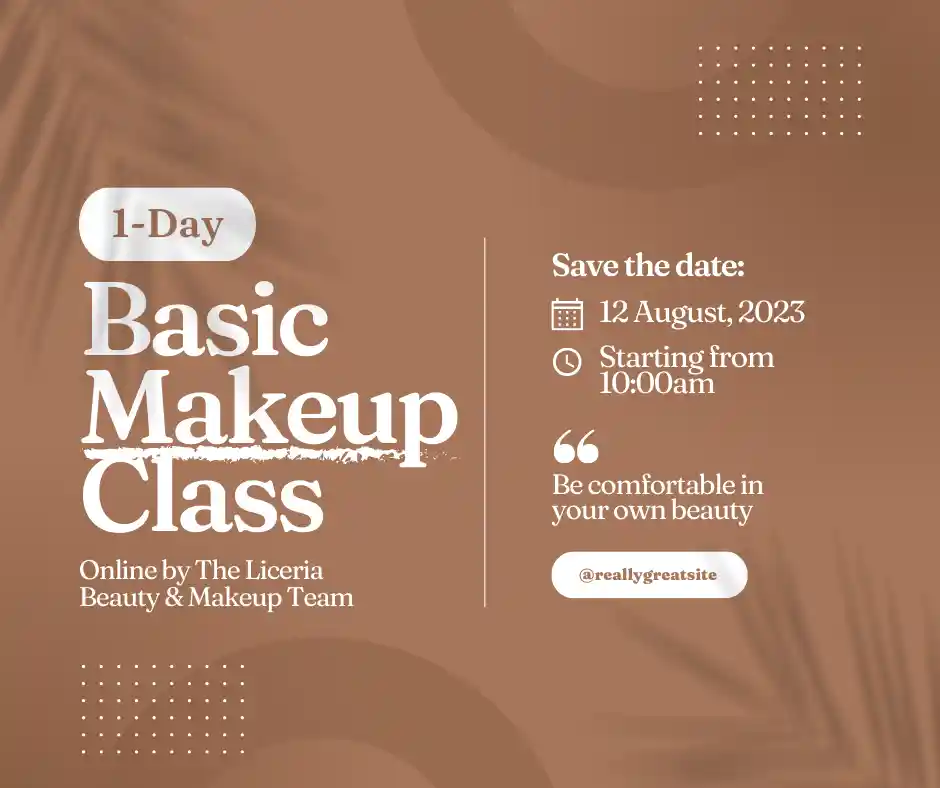 1-Day
Basic
Makeup
Class
Online by The Liceria
Beauty & Makeup Team
Save the date:
12 August, 2023
Starting from
10:00am
“
Be comfortable in
your own beauty
@reallygreatsite